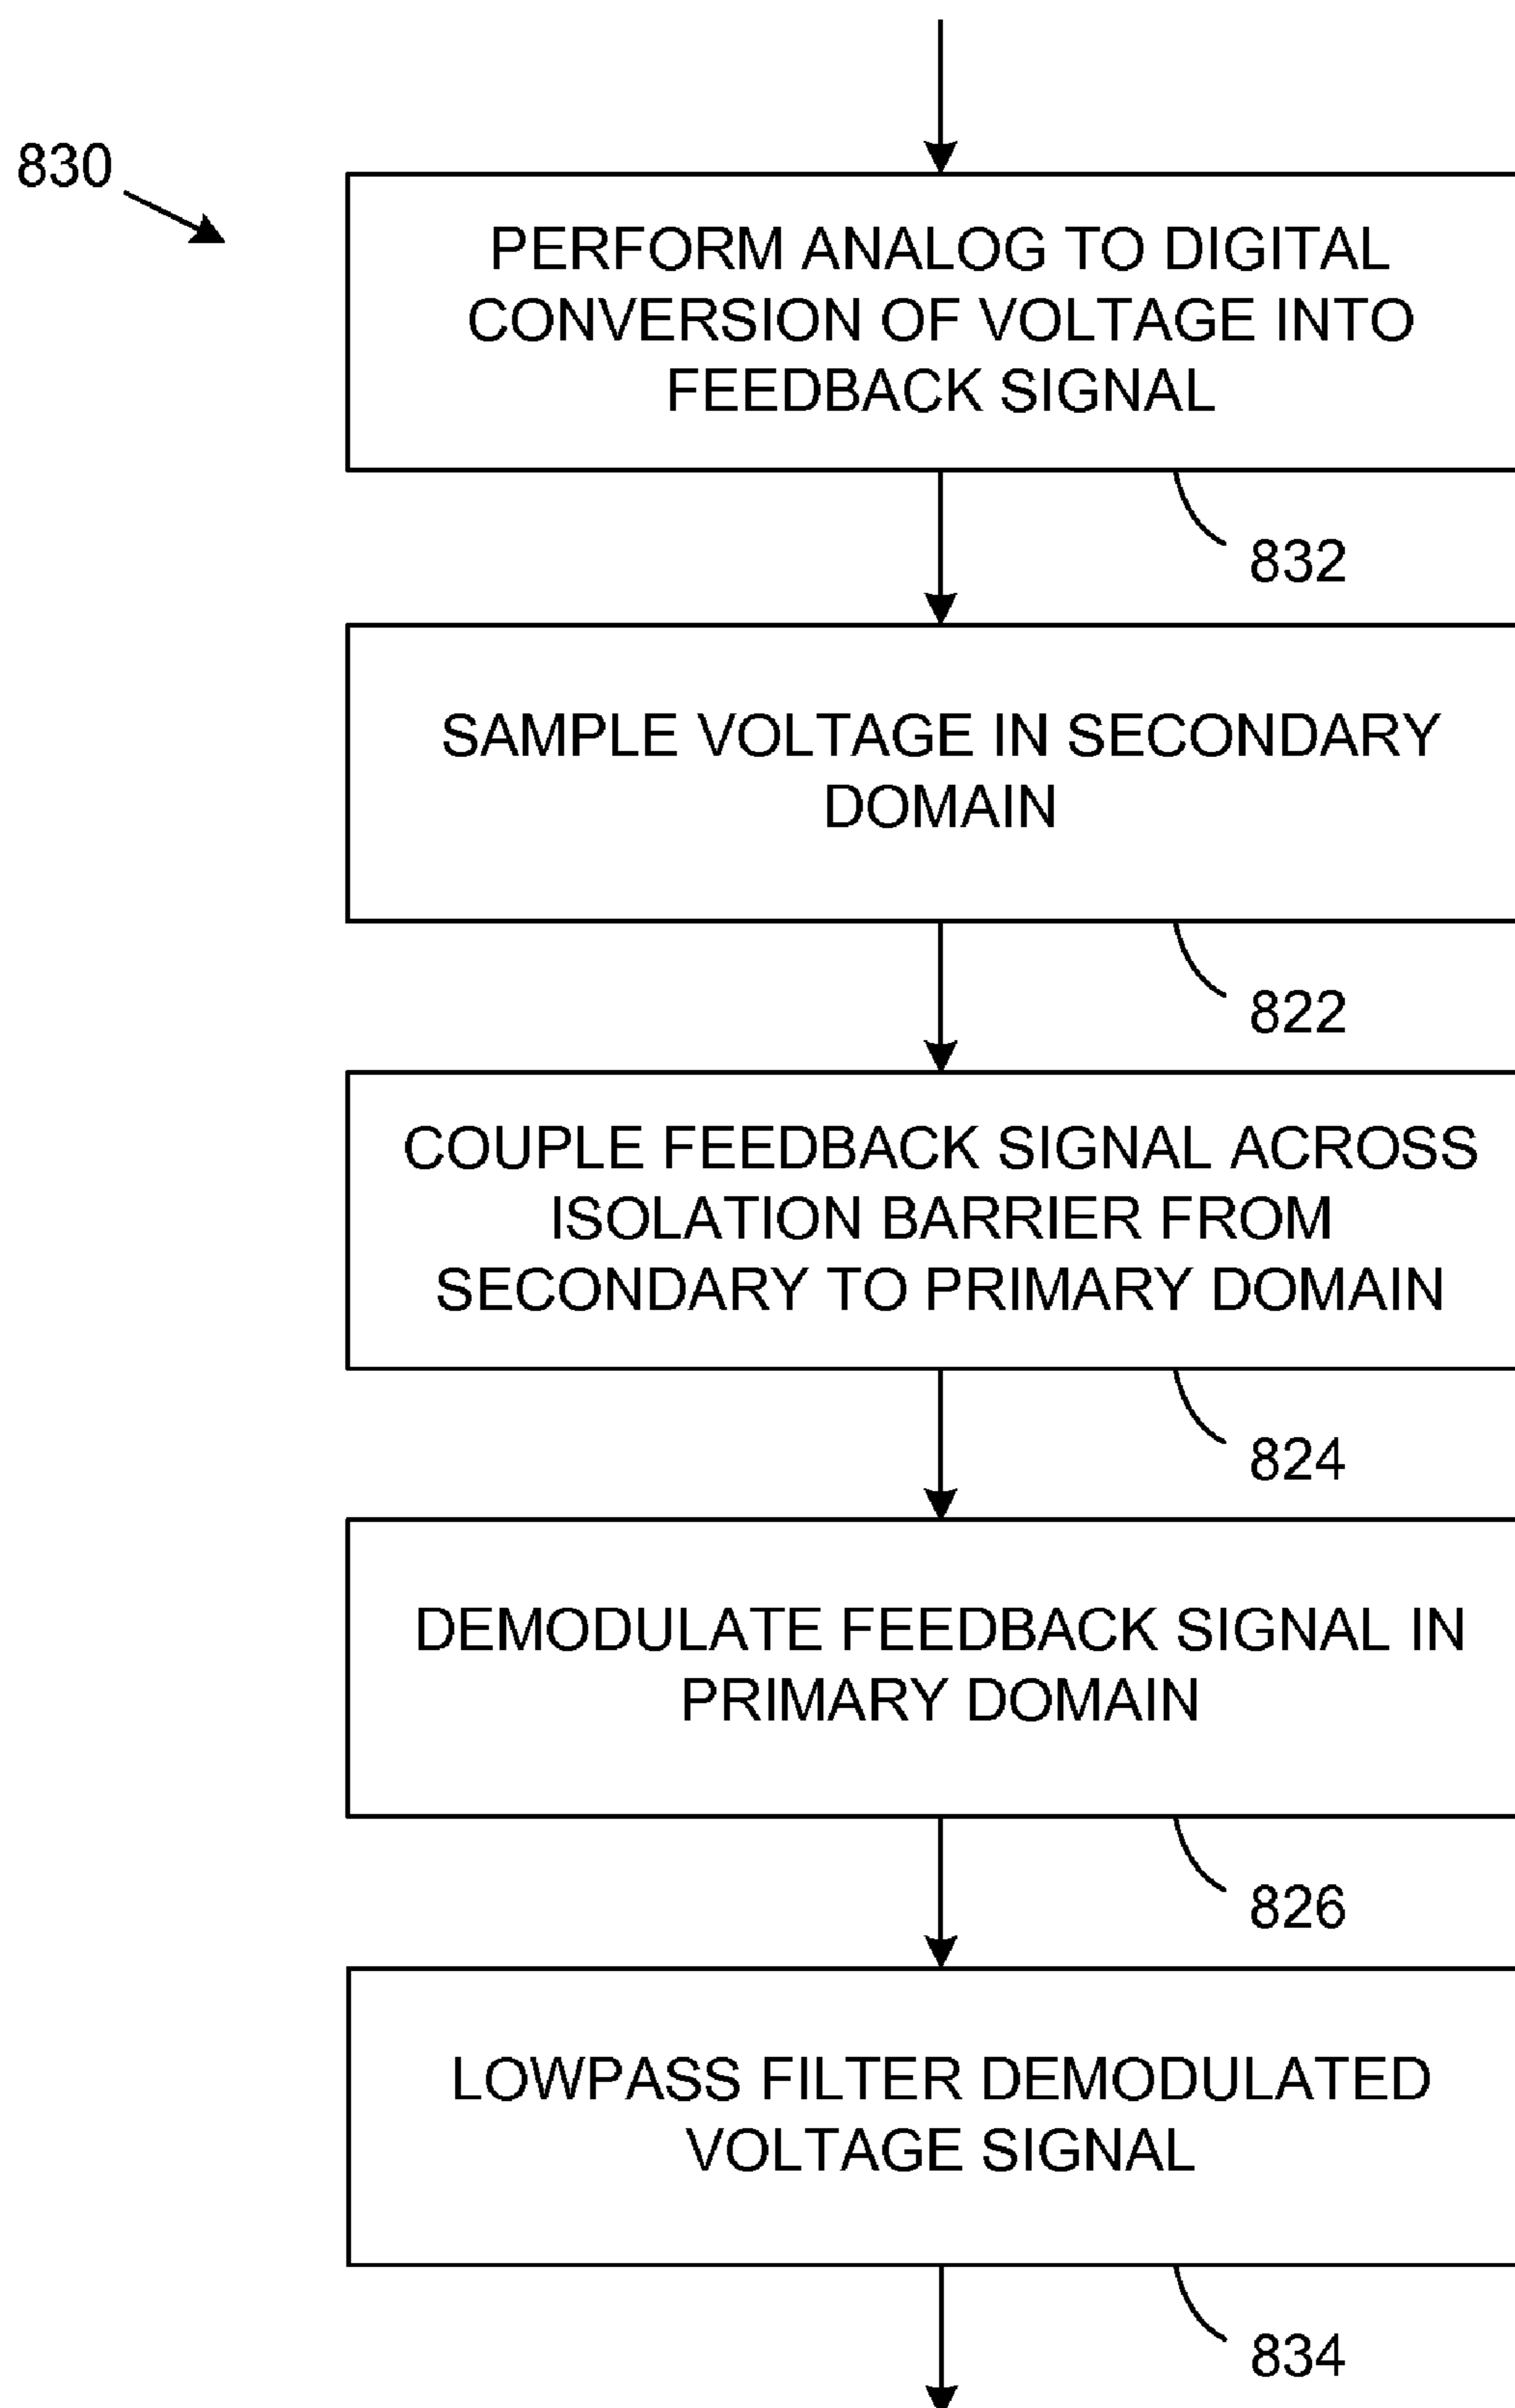 830
PERFORM ANALOG TO DIGITAL
CONVERSION OF VOLTAGE INTO
FEEDBACK SIGNAL
832
SAMPLE VOLTAGE IN SECONDARY
DOMAIN
822
COUPLE FEEDBACK SIGNAL ACROSS
ISOLATION BARRIER FROM
SECONDARY TO PRIMARY DOMAIN
824
DEMODULATE FEEDBACK SIGNAL IN
PRIMARY DOMAIN
826
LOWPASS FILTER DEMODULATED
VOLTAGE SIGNAL
834